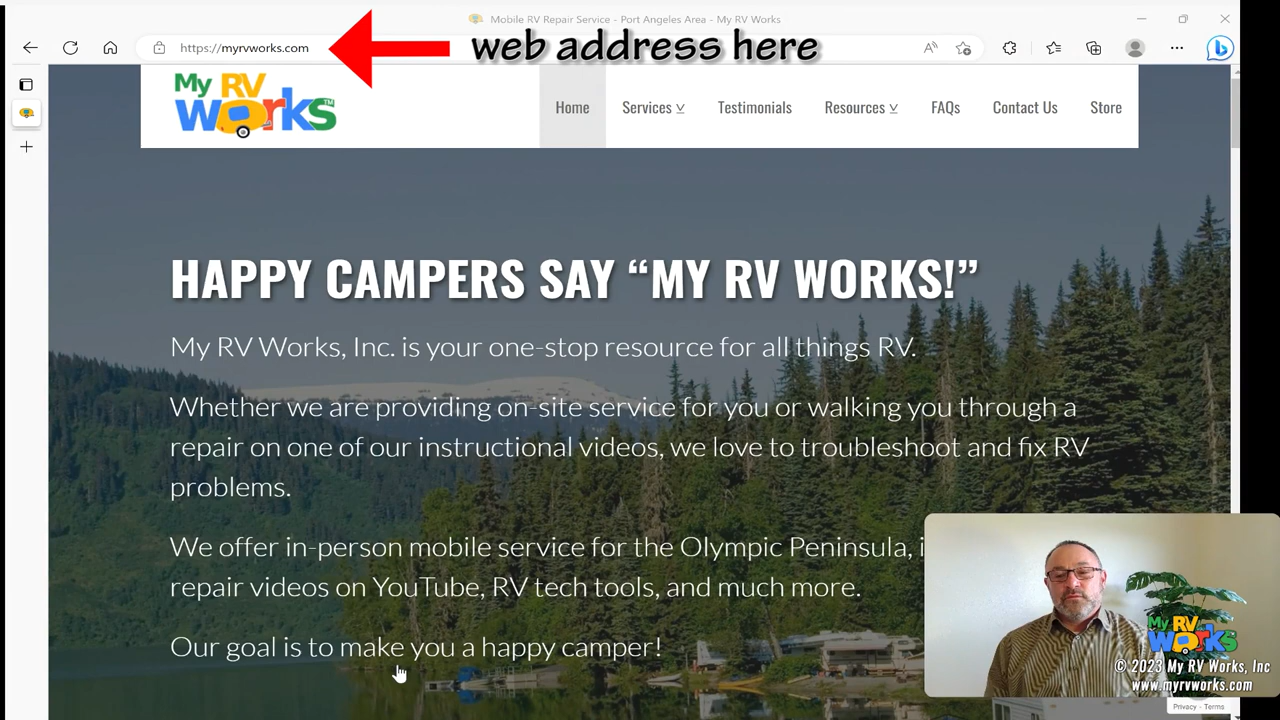 Mobile RV Repair Service - Port Angeles Area - My RV Works
https://myrvworks.com
web address here
My RV
Works™
Home
Services
Testimonials
Resources
FAQs
Contact Us
Store
HAPPY CAMPERS SAY “MY RV WORKS!”
My RV Works, Inc. is your one-stop resource for all things RV.
Whether we are providing on-site service for you or walking you through a
repair on one of our instructional videos, we love to troubleshoot and fix RV
problems.
We offer in-person mobile service for the Olympic Peninsula, i
repair videos on YouTube, RV tech tools, and much more.
Our goal is to make you a happy camper!
My RV
Works
© 2023 My RV Works, Inc
www.myrvworks.com
Privacy - Terms